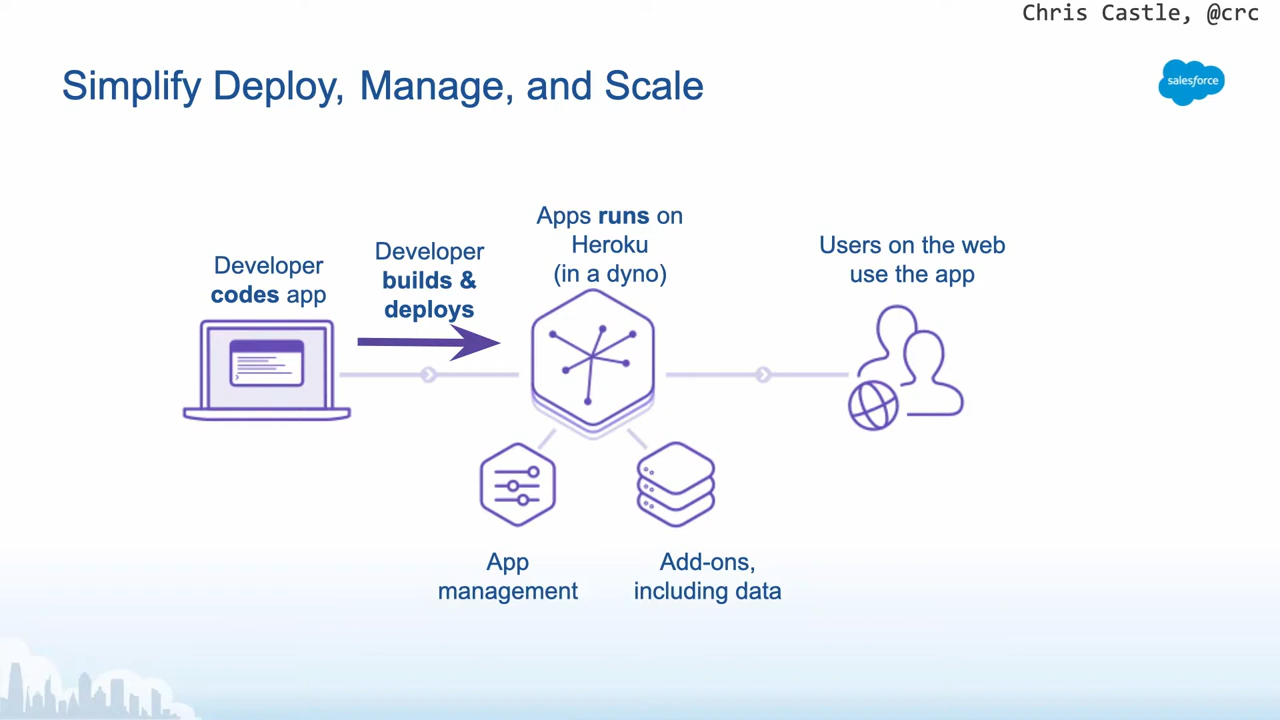 Chris Castle, @crc
Simplify Deploy, Manage, and Scale
salesforce
Developer
codes app
Developer
builds &
deploys
Apps runs on
Heroku
(in a dyno)
Users on the web
use the app
App
management
Add-ons,
including data